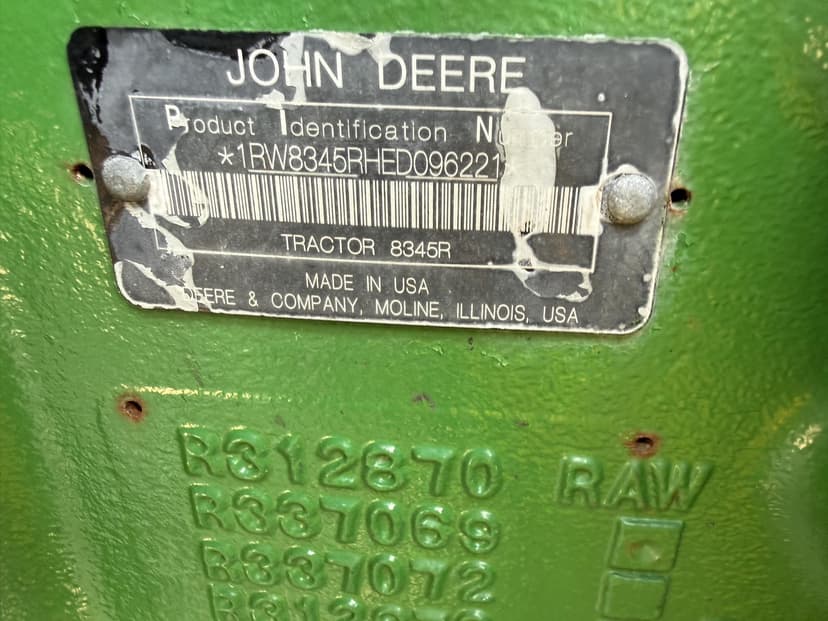 JOHN DEERE
Product Identification Number
*1RW8345RHED096221
TRACTOR 8345R
MADE IN USA
DEERE & COMPANY, MOLINE, ILLINOIS, USA
R312870 RAW
R337069
R337072